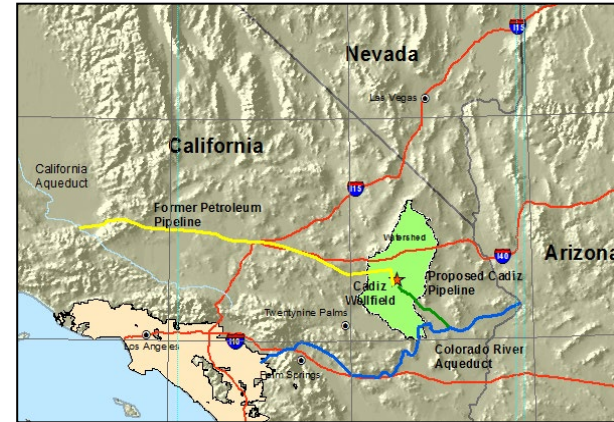 I15
Nevada
Las Vegas
California
California
Aqueduct
I15
Former Petroleum
Pipeline
Watershed
I40
Arizona
Cadiz
Wellfield
Proposed Cadiz
Pipeline
Twentynine Palms
Los Angeles
I10
Colorado River
Aqueduct
Palm Springs